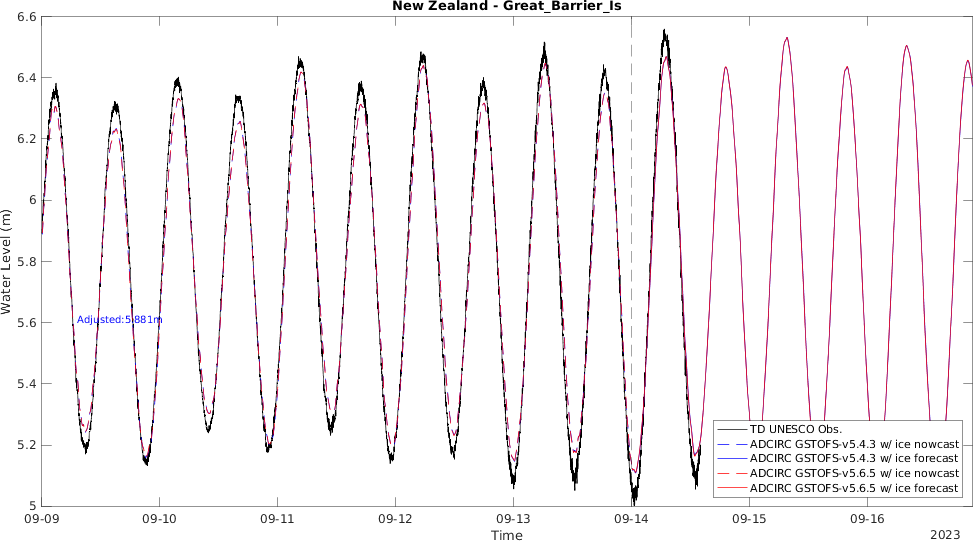 New Zealand - Great_Barrier_Is
6.6
6.4
6.2
6
5.8
5.6
5.4
5.2
5
Water Level (m)
Adjusted:5.881m
TD UNESCO Obs.
ADCIRC GSTOFS-v5.4.3 w/ ice nowcast
ADCIRC GSTOFS-v5.4.3 w/ ice forecast
ADCIRC GSTOFS-v5.6.5 w/ ice nowcast
ADCIRC GSTOFS-v5.6.5 w/ ice forecast
09-09 09-10 09-11 09-12 09-13 09-14 09-15 09-16
Time
2023